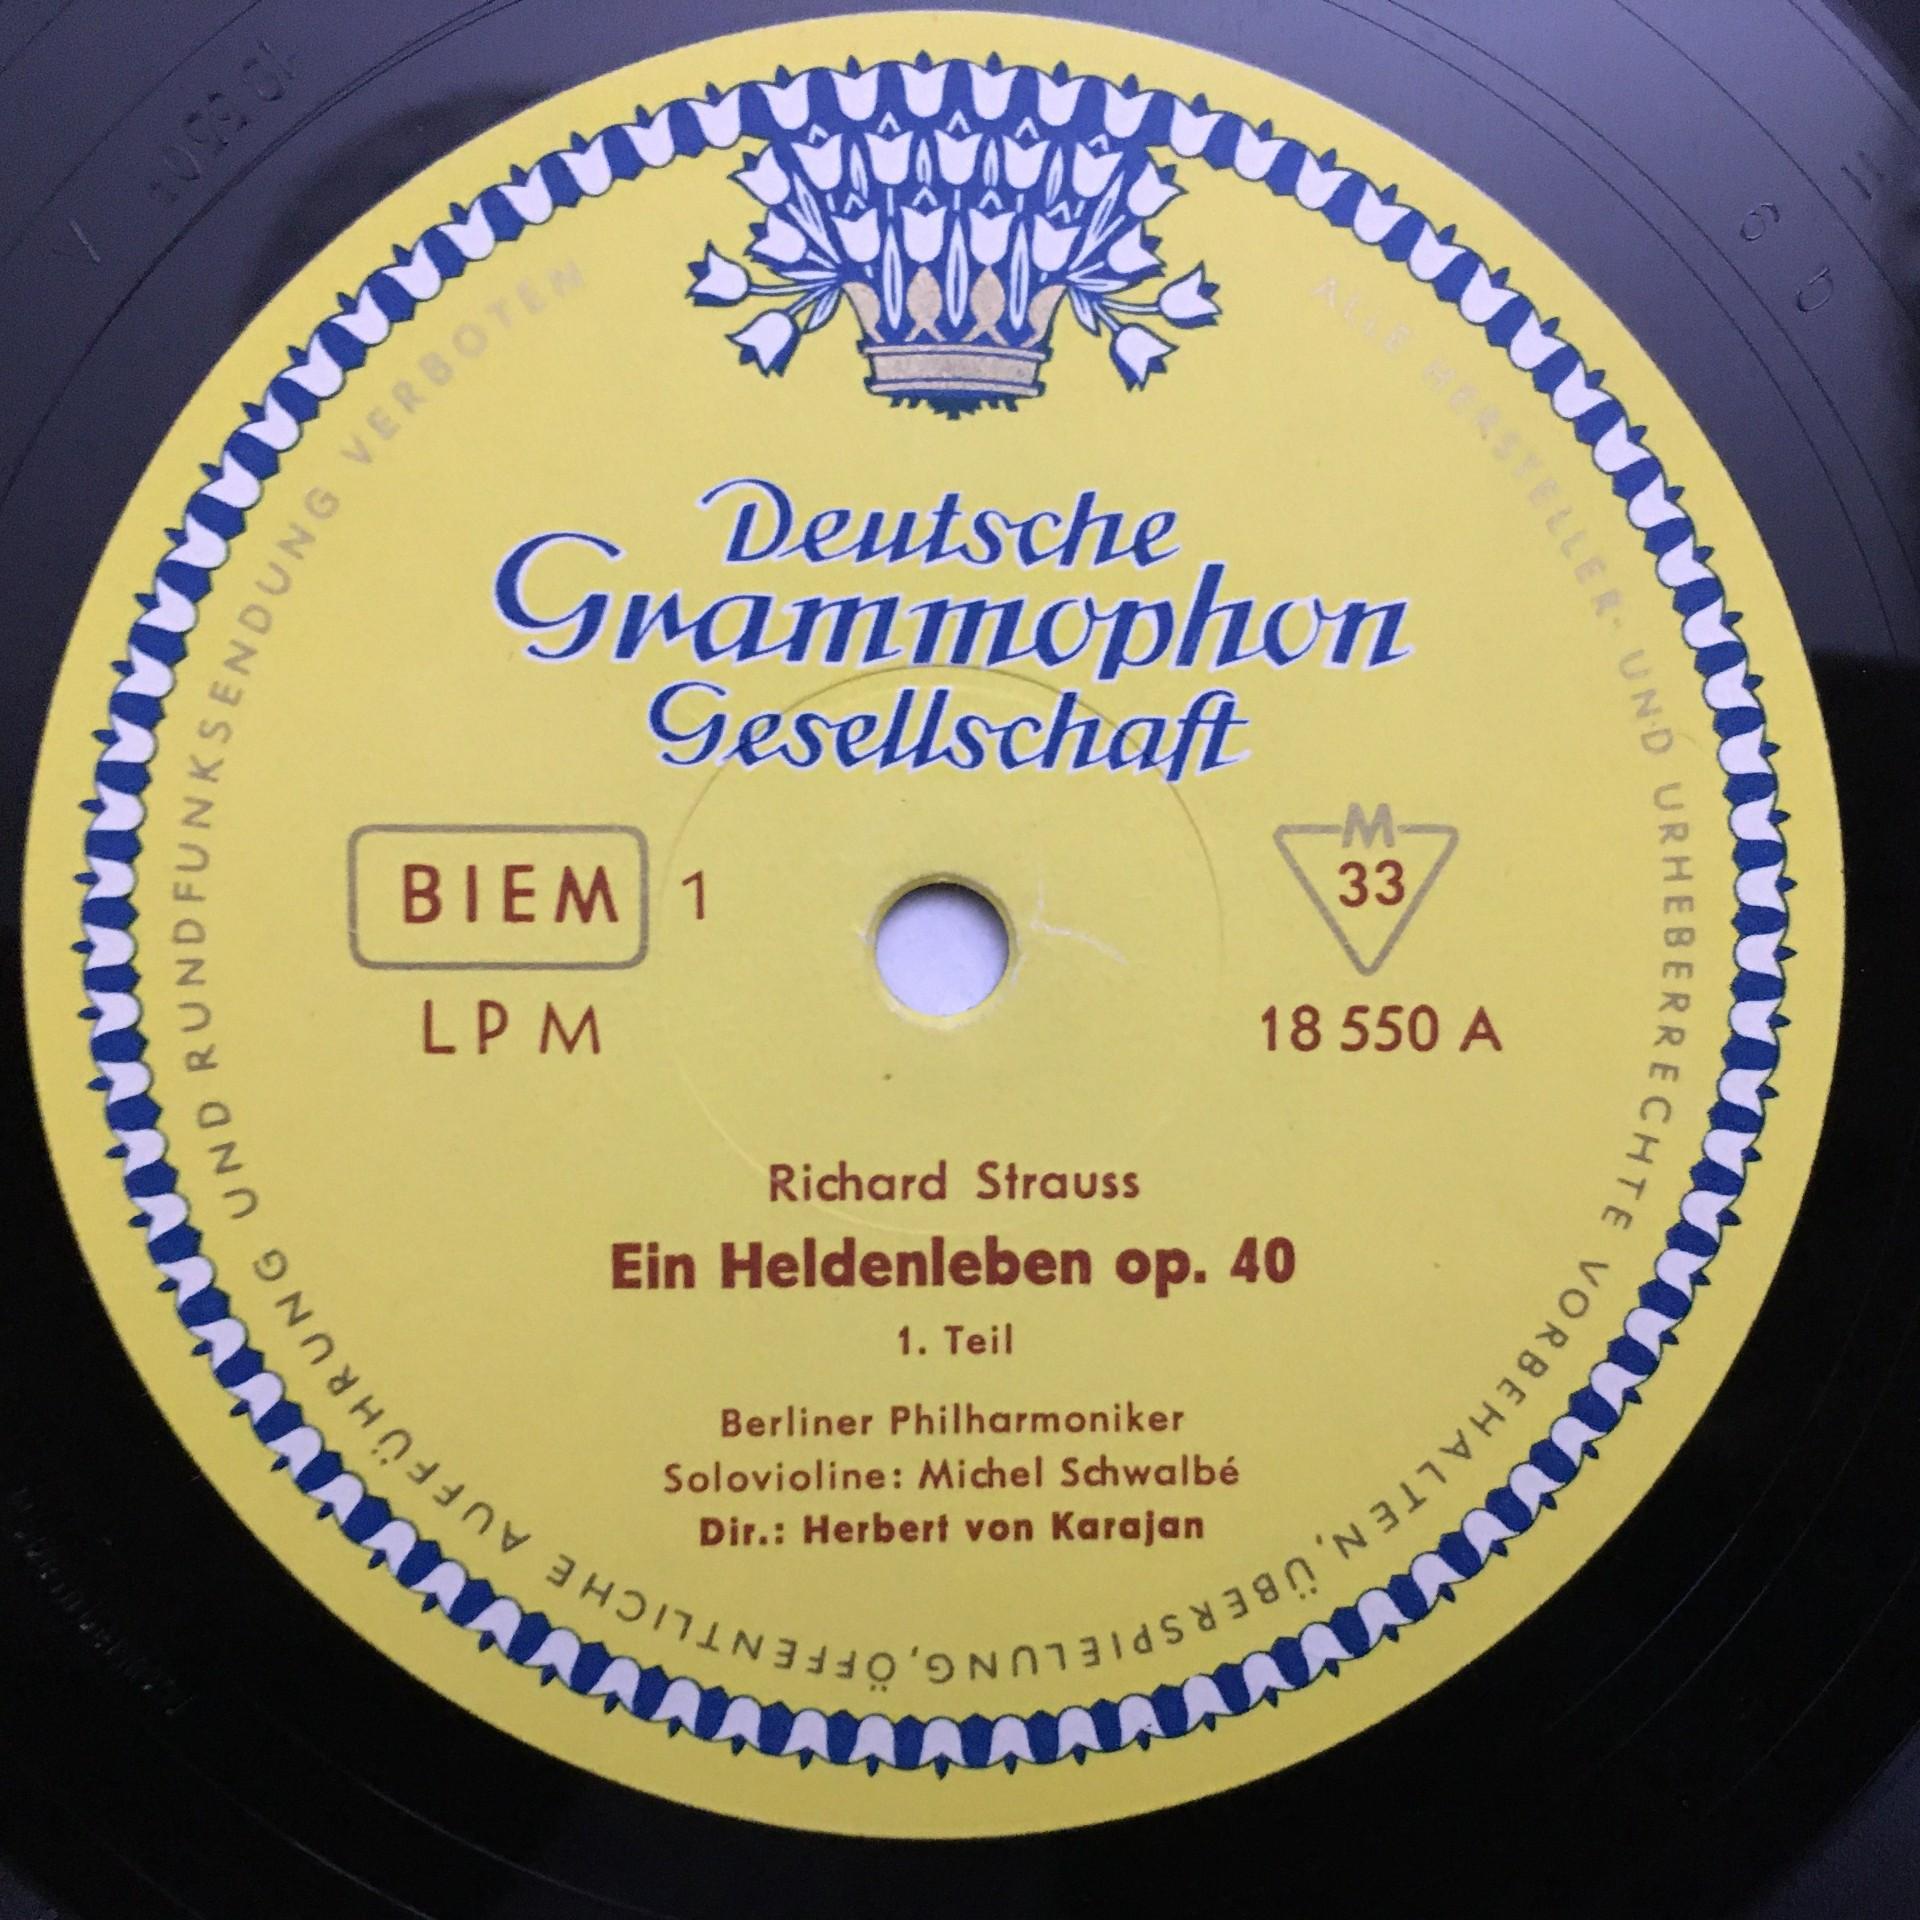 Deutsche
Grammophon
Gesellschaft
BIEM 1
M
33
LPM
18 550 A
Richard Strauss
Ein Heldenleben op. 40
1. Teil
Berliner Philharmoniker
Solovioline: Michel Schwalbé
Dir.: Herbert von Karajan
ALLE HERSTELLER- UND URHEBERRECHTE VORBEHALTEN, ÜBERSPIELUNG, ÖFFENTLICHE AUFFÜHRUNG UND RUNDFUNKSENDUNG VERBOTEN